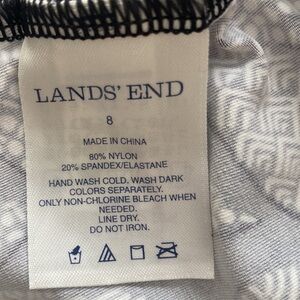 LANDS' END
8
MADE IN CHINA
80% NYLON
20% SPANDEX/ELASTANE
HAND WASH COLD, WASH DARK
COLORS SEPARATELY.
ONLY NON-CHLORINE BLEACH WHEN
NEEDED.
LINE DRY.
DO NOT IRON.